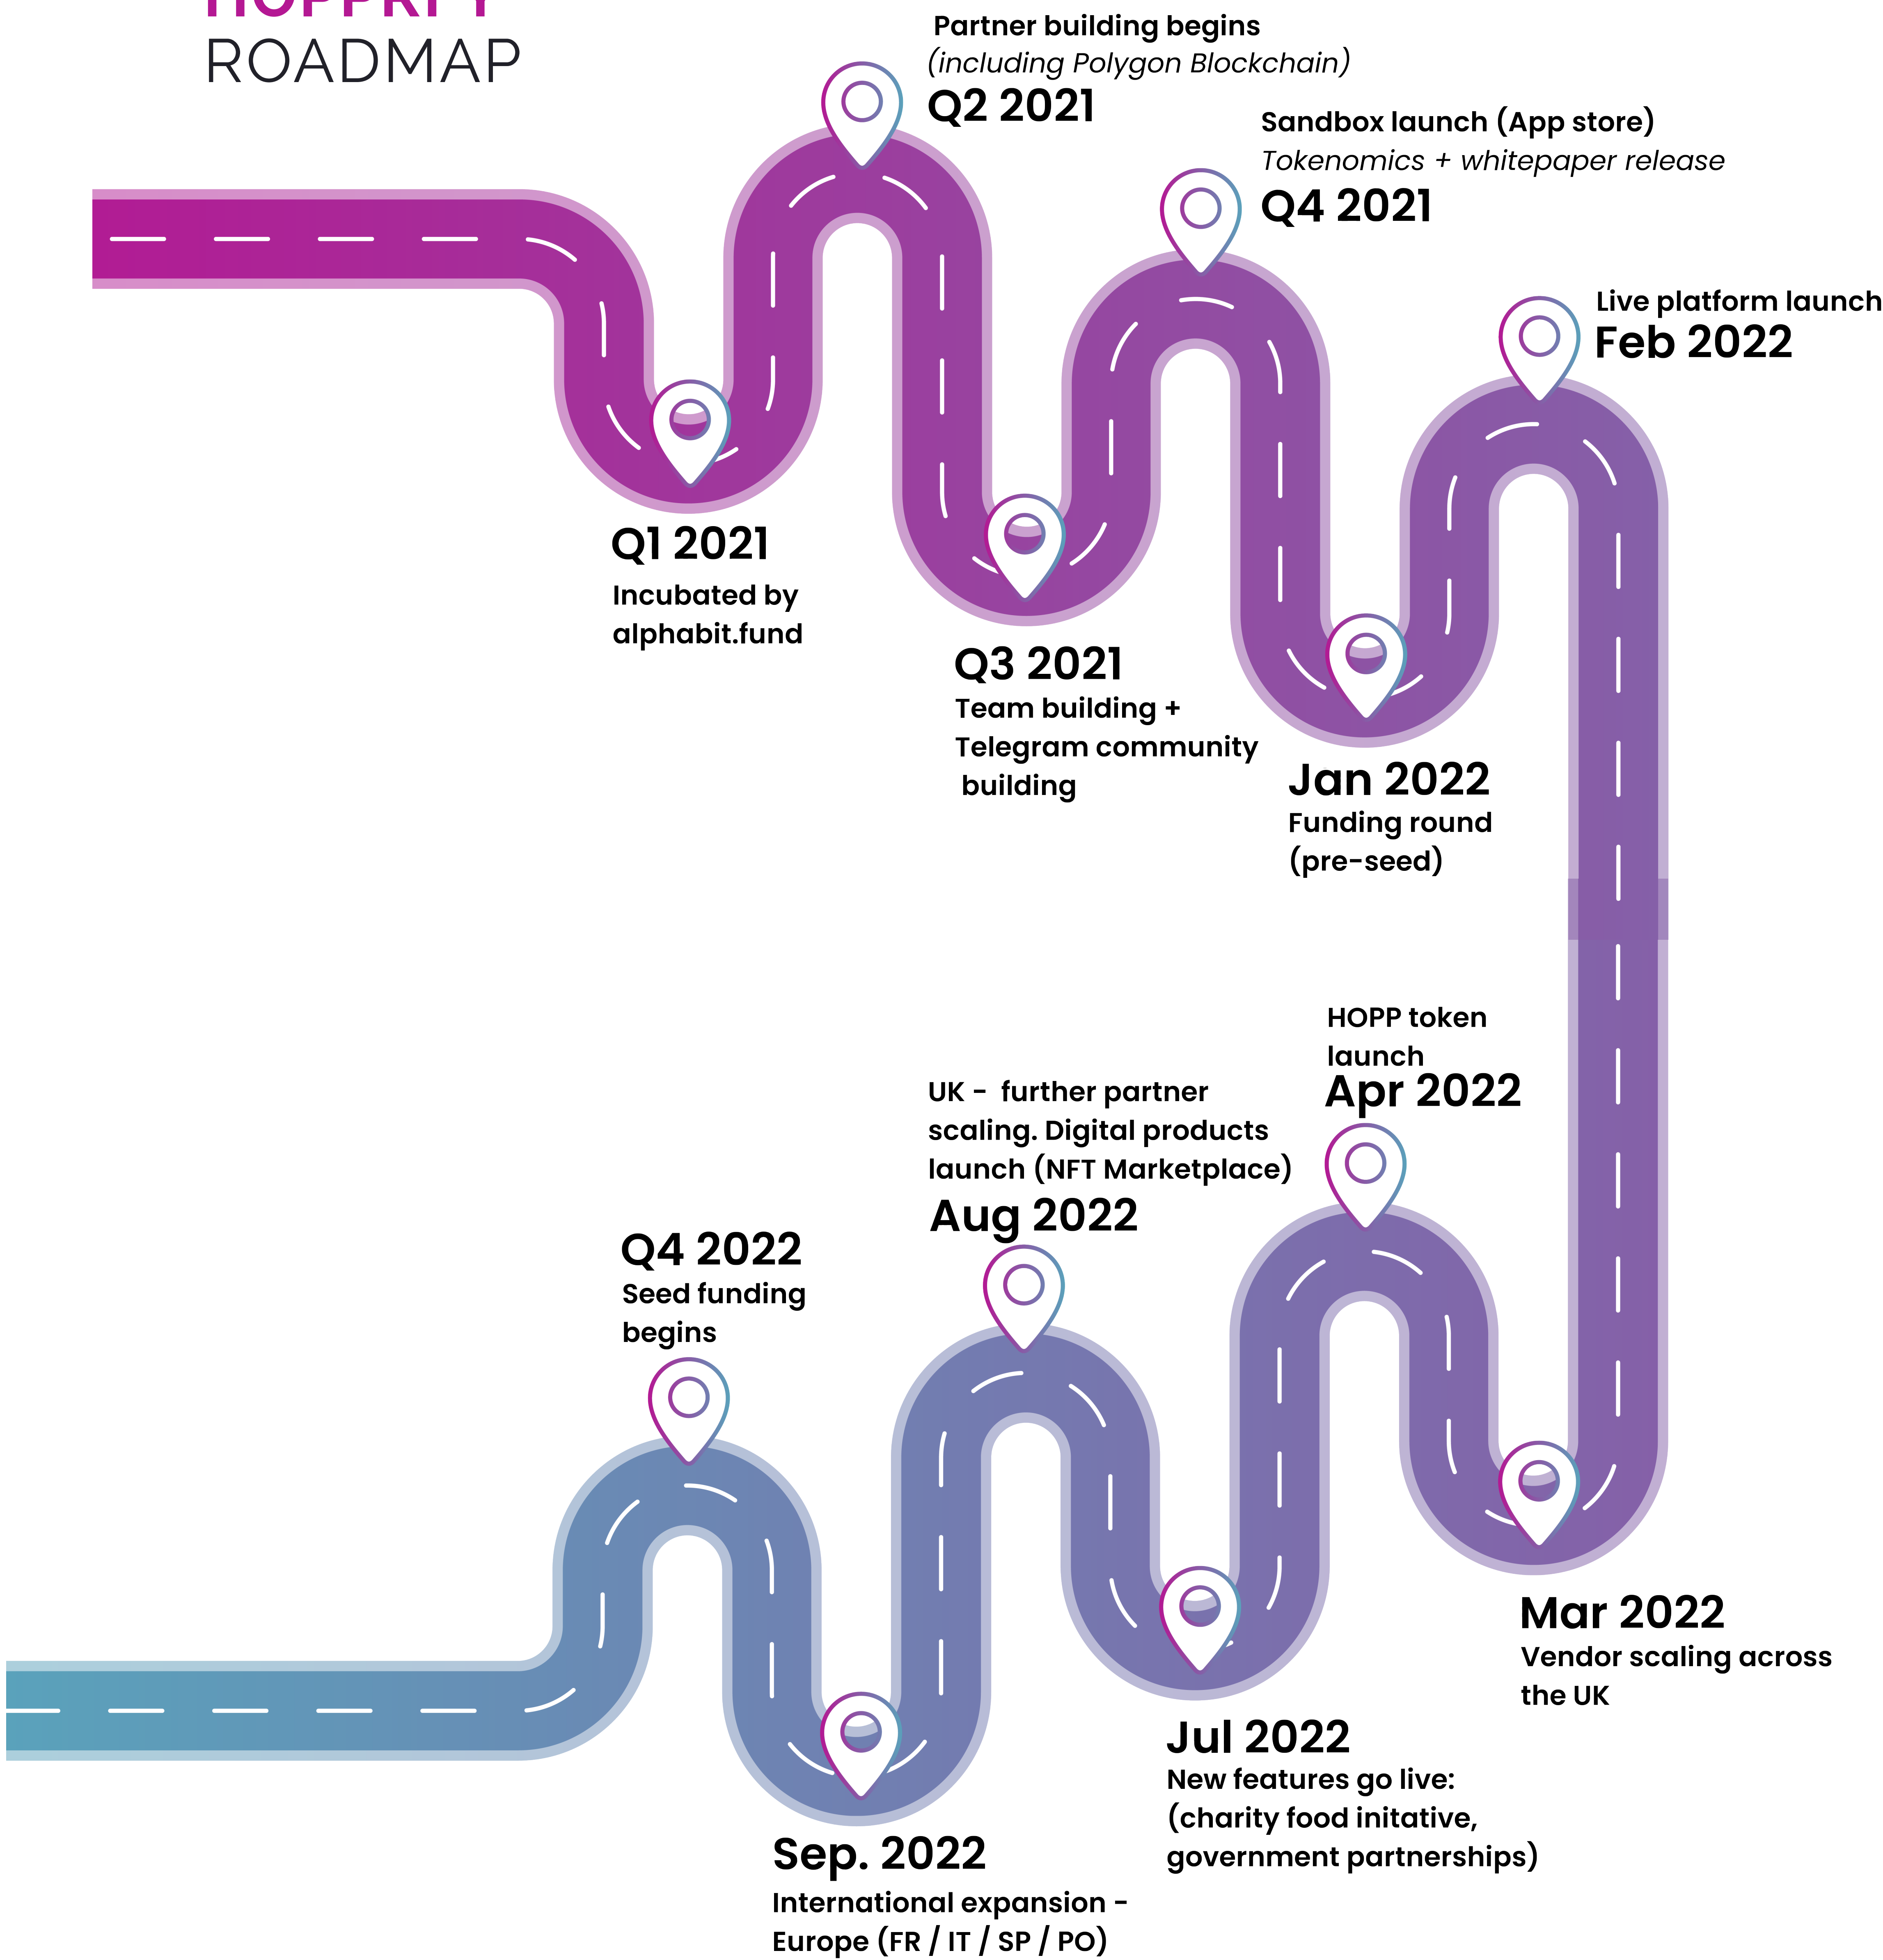 HOPPRFY
ROADMAP
Partner building begins
(including Polygon Blockchain)
Q2 2021
Sandbox launch (App store)
Tokenomics + whitepaper release
Q4 2021
Live platform launch
Feb 2022
Q1 2021
Incubated by
alphabit.fund
Q3 2021
Team building +
Telegram community
building
Jan 2022
Funding round
(pre-seed)
HOPP token
launch
Apr 2022
UK - further partner
scaling. Digital products
launch (NFT Marketplace)
Aug 2022
Q4 2022
Seed funding
begins
Mar 2022
Vendor scaling across
the UK
Jul 2022
New features go live:
(charity food initative,
government partnerships)
Sep. 2022
International expansion -
Europe (FR / IT / SP / PO)